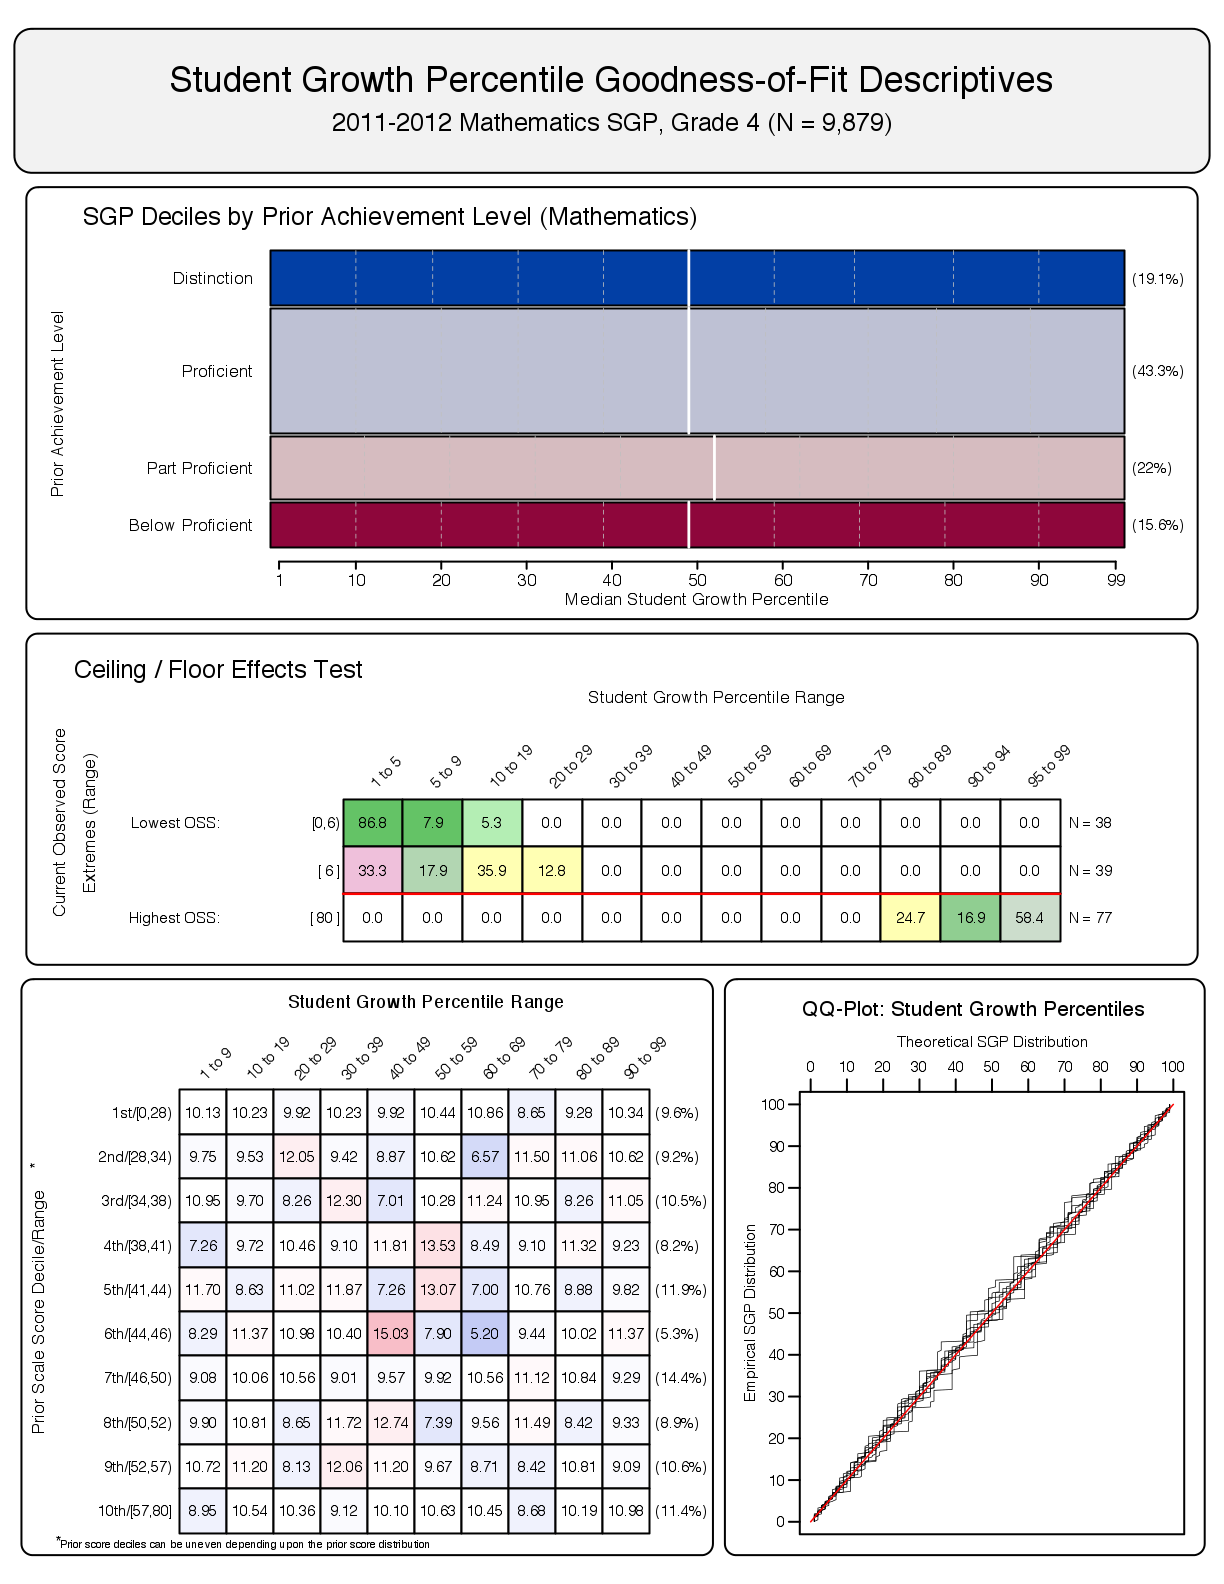 Student Growth Percentile Goodness-of-Fit Descriptives
2011-2012 Mathematics SGP, Grade 4 (N = 9,879)
SGP Deciles by Prior Achievement Level (Mathematics)
Prior Achievement Level
Distinction (19.1%)
Proficient (43.3%)
Part Proficient (22%)
Below Proficient (15.6%)
1 10 20 30 40 50 60 70 80 90 99
Median Student Growth Percentile
Ceiling / Floor Effects Test
Student Growth Percentile Range
Current Observed Score
Extremes (Range)
1 to 5 5 to 9 10 to 19 20 to 29 30 to 39 40 to 49 50 to 59 60 to 69 70 to 79 80 to 89 90 to 94 95 to 99
Lowest OSS: [0,6) 86.8 7.9 5.3 0.0 0.0 0.0 0.0 0.0 0.0 0.0 0.0 0.0 N = 38
[ 6 ] 33.3 17.9 35.9 12.8 0.0 0.0 0.0 0.0 0.0 0.0 0.0 0.0 N = 39
Highest OSS: [ 80 ] 0.0 0.0 0.0 0.0 0.0 0.0 0.0 0.0 0.0 24.7 16.9 58.4 N = 77
Student Growth Percentile Range
Prior Scale Score Decile/Range *
1 to 9 10 to 19 20 to 29 30 to 39 40 to 49 50 to 59 60 to 69 70 to 79 80 to 89 90 to 99
1st/[0,28) 10.13 10.23 9.92 10.23 9.92 10.44 10.86 8.65 9.28 10.34 (9.6%)
2nd/[28,34) 9.75 9.53 12.05 9.42 8.87 10.62 6.57 11.50 11.06 10.62 (9.2%)
3rd/[34,38) 10.95 9.70 8.26 12.30 7.01 10.28 11.24 10.95 8.26 11.05 (10.5%)
4th/[38,41) 7.26 9.72 10.46 9.10 11.81 13.53 8.49 9.10 11.32 9.23 (8.2%)
5th/[41,44) 11.70 8.63 11.02 11.87 7.26 13.07 7.00 10.76 8.88 9.82 (11.9%)
6th/[44,46) 8.29 11.37 10.98 10.40 15.03 7.90 5.20 9.44 10.02 11.37 (5.3%)
7th/[46,50) 9.08 10.06 10.56 9.01 9.57 9.92 10.56 11.12 10.84 9.29 (14.4%)
8th/[50,52) 9.90 10.81 8.65 11.72 12.74 7.39 9.56 11.49 8.42 9.33 (8.9%)
9th/[52,57) 10.72 11.20 8.13 12.06 11.20 9.67 8.71 8.42 10.81 9.09 (10.6%)
10th/[57,80] 8.95 10.54 10.36 9.12 10.10 10.63 10.45 8.68 10.19 10.98 (11.4%)
*Prior score deciles can be uneven depending upon the prior score distribution
QQ-Plot: Student Growth Percentiles
Theoretical SGP Distribution
0 10 20 30 40 50 60 70 80 90 100
Empirical SGP Distribution
100
90
80
70
60
50
40
30
20
10
0